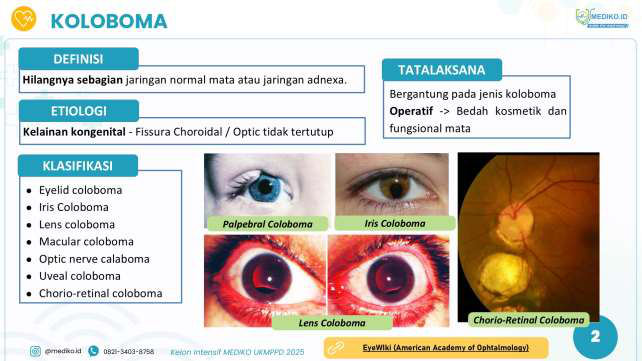 KOLOBOMA
MEDIKO.ID
DEFINISI
Hilangnya sebagian jaringan normal mata atau jaringan adnexa.
ETIOLOGI
Kelainan kongenital - Fissura Choroidal / Optic tidak tertutup
TATALAKSANA
Bergantung pada jenis koloboma
Operatif -> Bedah kosmetik dan
fungsional mata
KLASIFIKASI
● Eyelid coloboma
● Iris Coloboma
● Lens coloboma
● Macular coloboma
● Optic nerve calaboma
● Uveal coloboma
● Chorio-retinal coloboma
Palpebral Coloboma
Iris Coloboma
Lens Coloboma
Chorio-Retinal Coloboma
2
@mediko.id
0821-3403-8758
Kelan Intensif MEDIKO UKMPPD 2025
EyeWIki (American Academy of Ophtalmology)